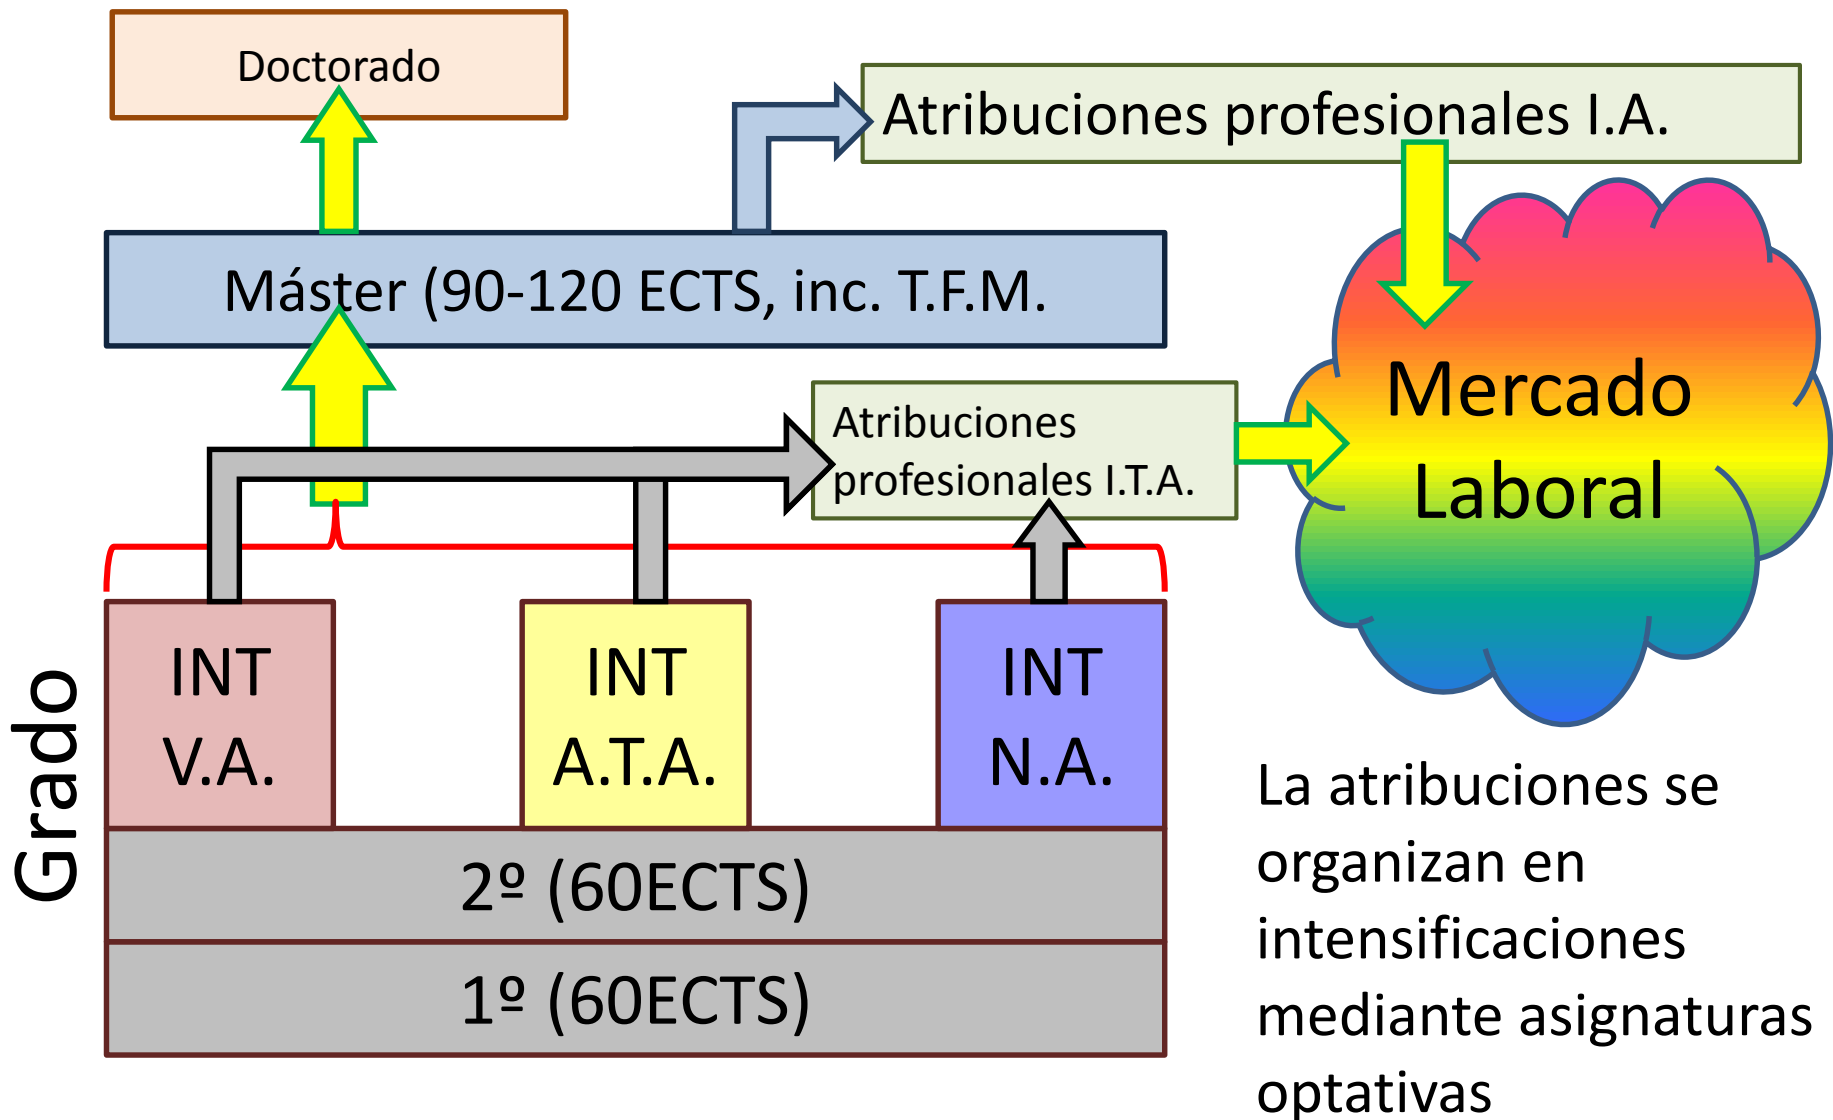 Doctorado
Atribuciones profesionales I.A.
Máster (90-120 ECTS, inc. T.F.M.
Atribuciones
profesionales I.T.A.
Mercado
Laboral
Grado
INT
V.A.
INT
A.T.A.
INT
N.A.
2º (60ECTS)
1º (60ECTS)
La atribuciones se
organizan en
intensificaciones
mediante asignaturas
optativas